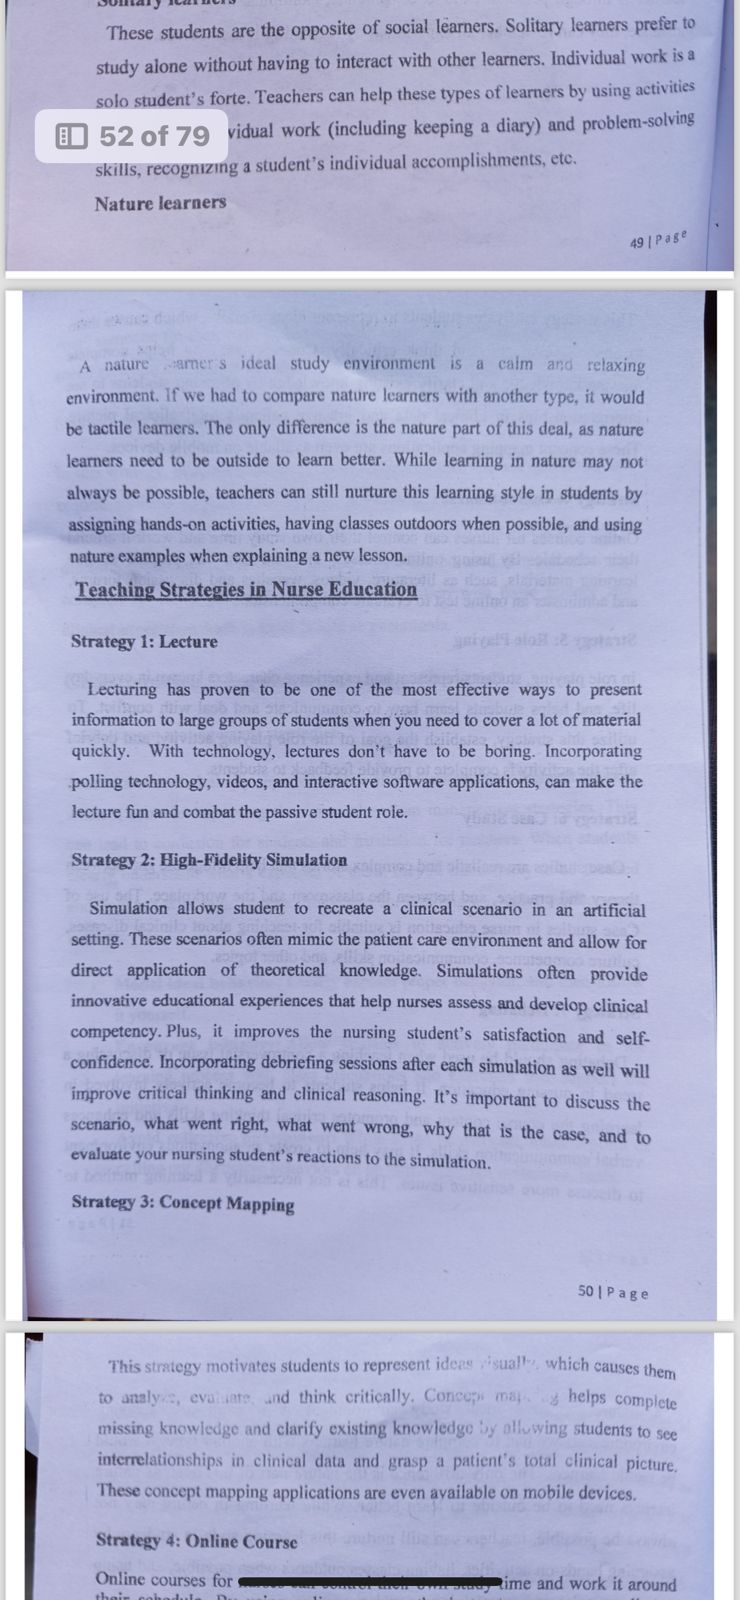 These students are the opposite of social learners. Solitary learners prefer to
study alone without having to interact with other learners. Individual work is a
solo student's forte. Teachers can help these types of learners by using activities
52 of 79
work (including keeping a diary) and problem-solving
skills, recognizing a student's individual accomplishments, etc.
Nature learners
49 | Page
A nature ideal study environment is a calm and relaxing
environment. If we had to compare nature learners with another type, it would
be tactile learners. The only difference is the nature part of this deal, as nature
learners need to be outside to learn better. While learning in nature may not
always be possible, teachers can still nurture this learning style in students by
assigning hands-on activities, having classes outdoors when possible, and using
nature examples when explaining a new lesson.
Teaching Strategies in Nurse Education
Strategy 1: Lecture
Lecturing has proven to be one of the most effective ways to present
information to large groups of students when you need to cover a lot of material
quickly. With technology, lectures don't have to be boring. Incorporating
polling technology, videos, and interactive software applications, can make the
lecture fun and combat the passive student role.
Strategy 2: High-Fidelity Simulation
Simulation allows student to recreate a clinical scenario in an artificial
setting. These scenarios often mimic the patient care environment and allow for
direct application of theoretical knowledge. Simulations often provide
innovative educational experiences that help nurses assess and develop clinical
competency. Plus, it improves the nursing student's satisfaction and self-
confidence. Incorporating debriefing sessions after each simulation as well will
improve critical thinking and clinical reasoning. It's important to discuss the
scenario, what went right, what went wrong, why that is the case, and to
evaluate your nursing student's reactions to the simulation.
Strategy 3: Concept Mapping
50 | Page
This strategy motivates students to represent ideas which causes them
to and think critically. Concept helps complete
missing knowledge and clarify existing knowledge by allowing students to see
interrelationships in clinical data and grasp a patient's total clinical picture.
These concept mapping applications are even available on mobile devices.
Strategy 4: Online Course
Online courses for time and work it around